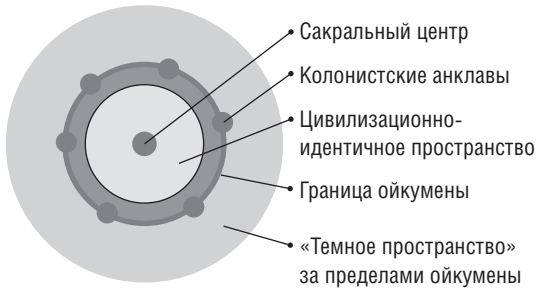 Сакральный центр
Колонистские анклавы
Цивилизационно-
идентичное пространство
Граница ойкумены
«Темное пространство»
за пределами ойкумены